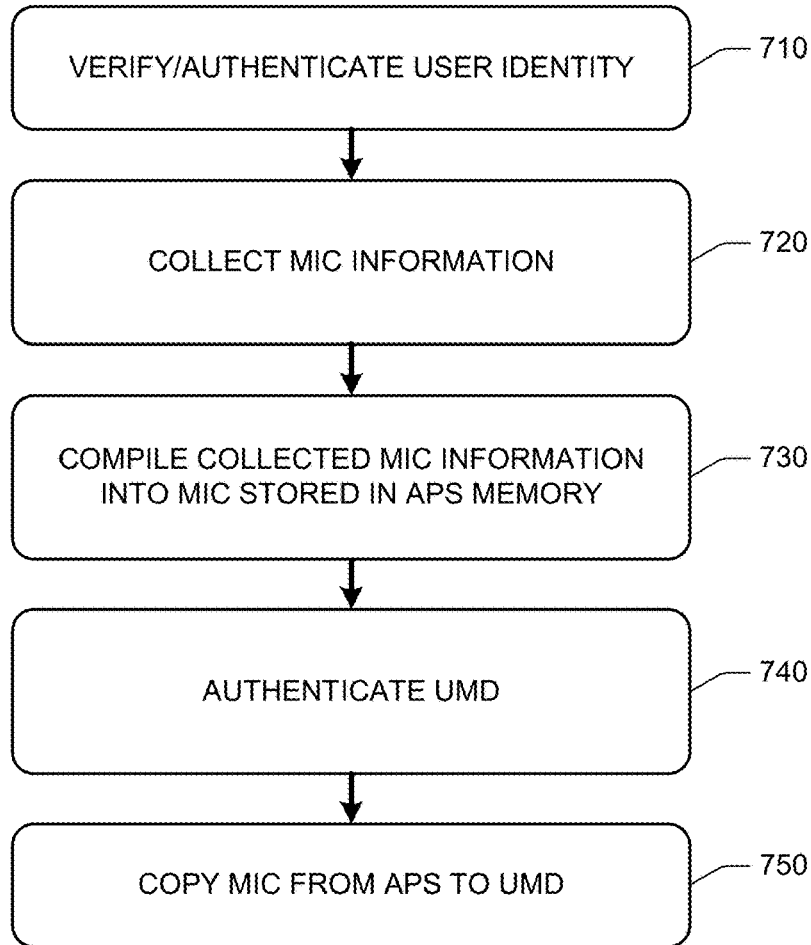 VERIFY/AUTHENTICATE USER IDENTITY
710
COLLECT MIC INFORMATION
720
COMPILE COLLECTED MIC INFORMATION
INTO MIC STORED IN APS MEMORY
730
AUTHENTICATE UMD
740
COPY MIC FROM APS TO UMD
750